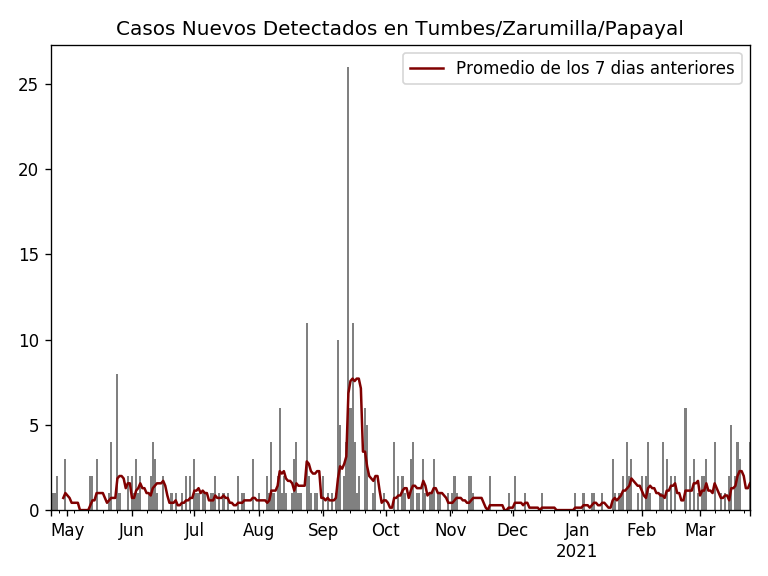 Casos Nuevos Detectados en Tumbes/Zarumilla/Papayal
Promedio de los 7 dias anteriores
25
20
15
10
5
0
May Jun Jul Aug Sep Oct Nov Dec Jan Feb Mar
2021